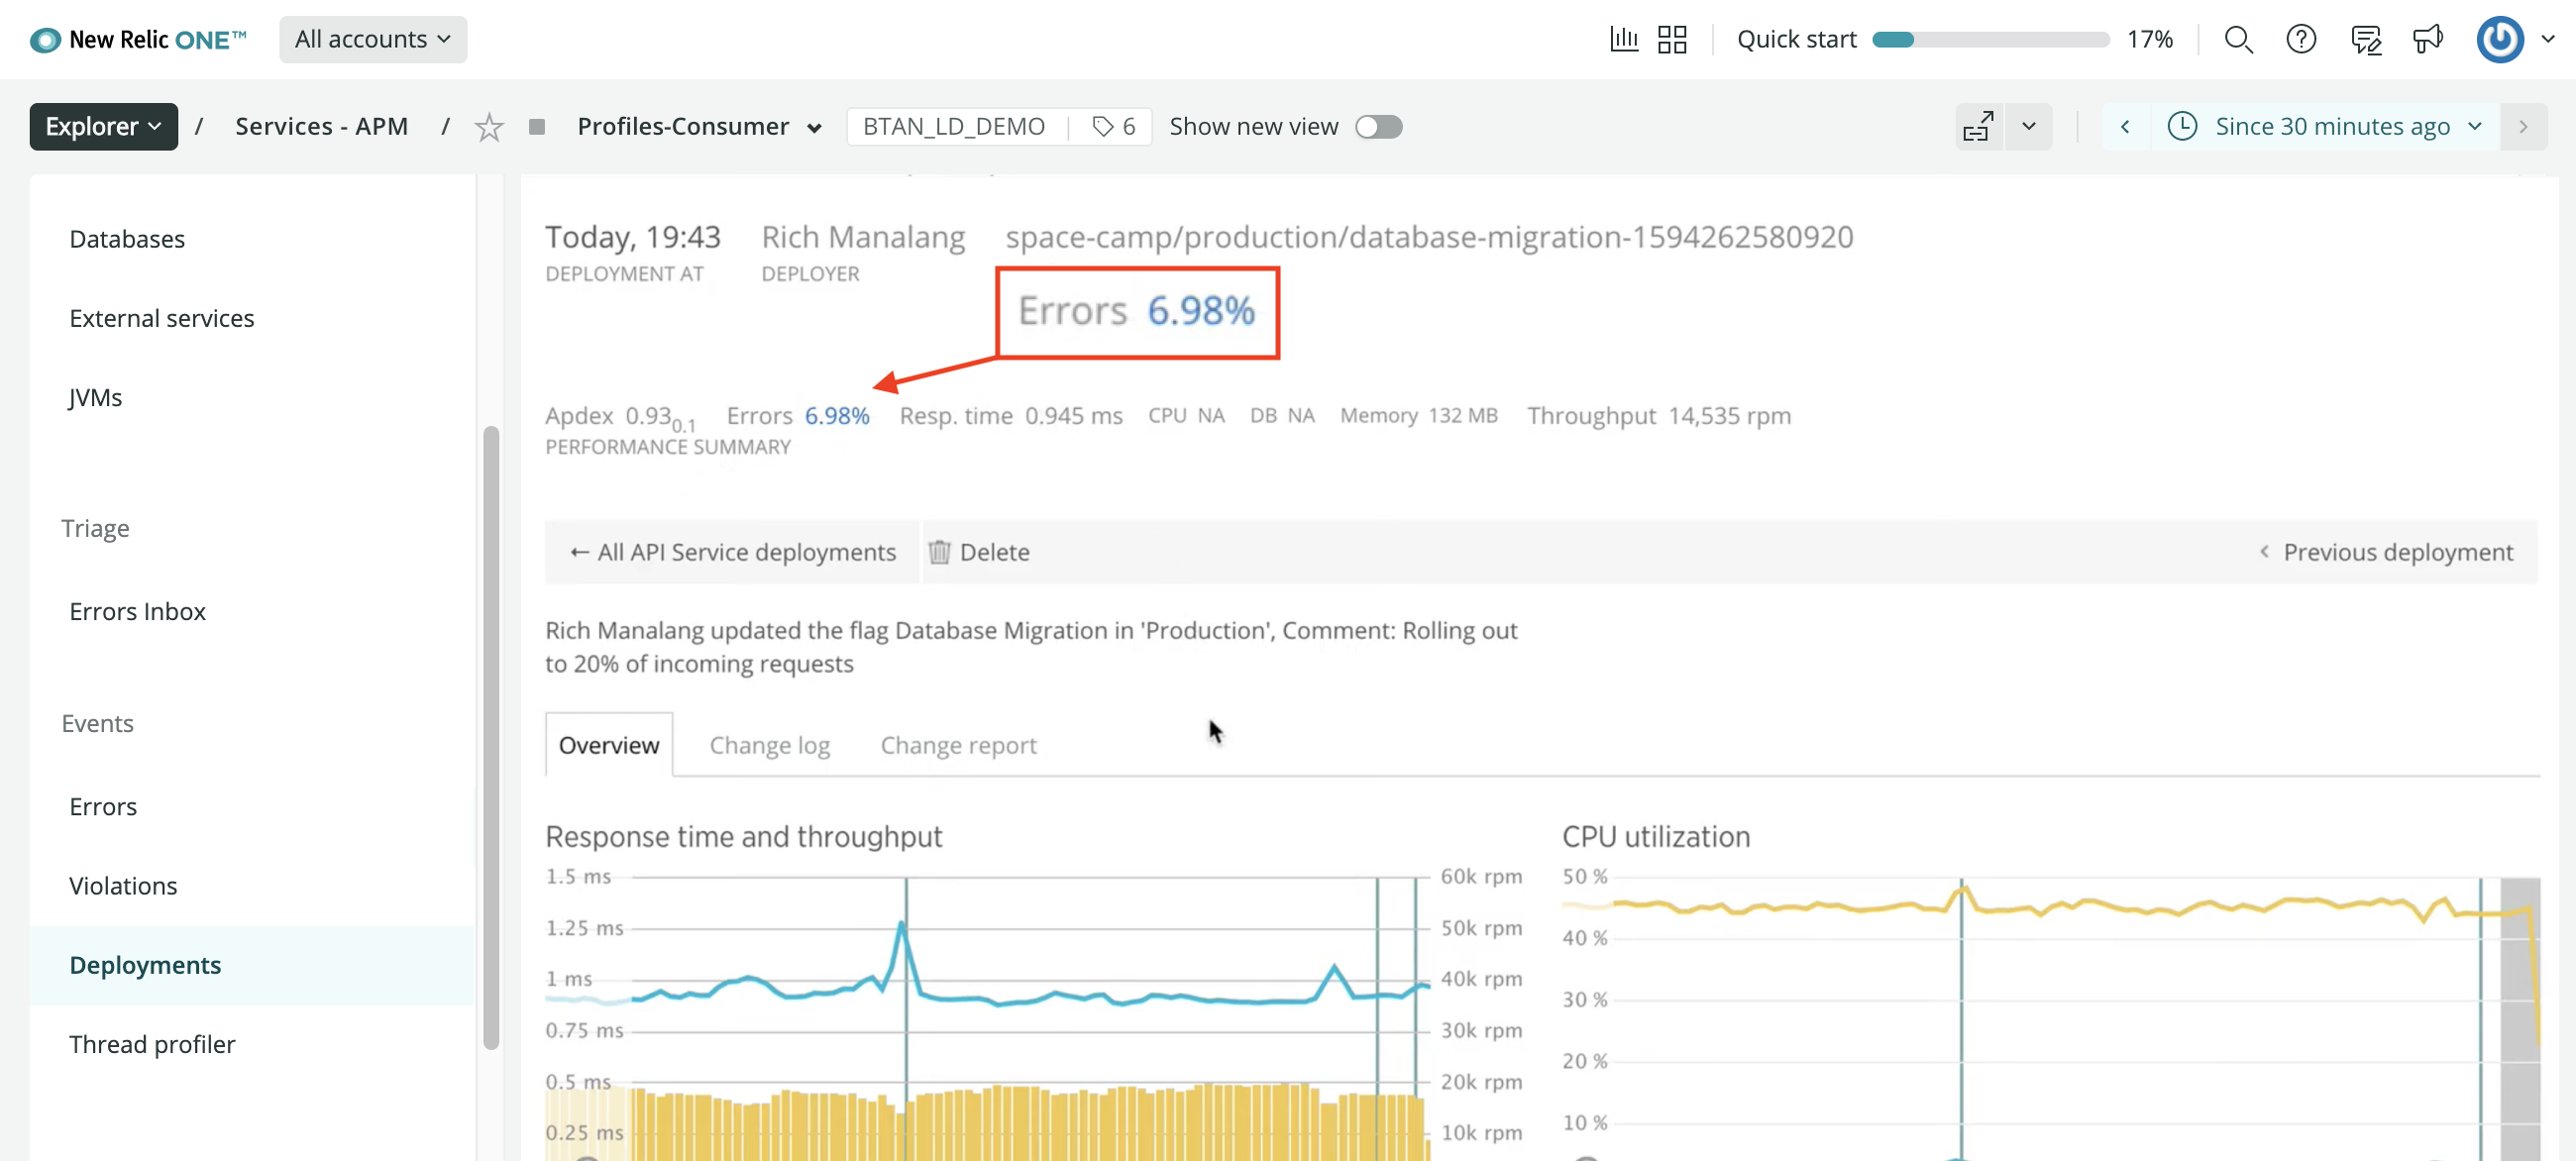 New Relic ONE™ All accounts Quick start 17%
Explorer / Services - APM / Profiles-Consumer BTAN_LD_DEMO 6 Show new view Since 30 minutes ago
Databases
External services
JVMs
Triage
Errors Inbox
Events
Errors
Violations
Deployments
Thread profiler
Today, 19:43 Rich Manalang space-camp/production/database-migration-1594262580920
DEPLOYMENT AT DEPLOYER
Errors 6.98%
Apdex 0.93 0.1 Errors 6.98% Resp. time 0.945 ms CPU NA DB NA Memory 132 MB Throughput 14,535 rpm
PERFORMANCE SUMMARY
← All API Service deployments Delete Previous deployment
Rich Manalang updated the flag Database Migration in 'Production', Comment: Rolling out
to 20% of incoming requests
Overview Change log Change report
Response time and throughput
1.5 ms 60k rpm
1.25 ms 50k rpm
1 ms 40k rpm
0.75 ms 30k rpm
0.5 ms 20k rpm
0.25 ms 10k rpm
CPU utilization
50 %
40 %
30 %
20 %
10 %